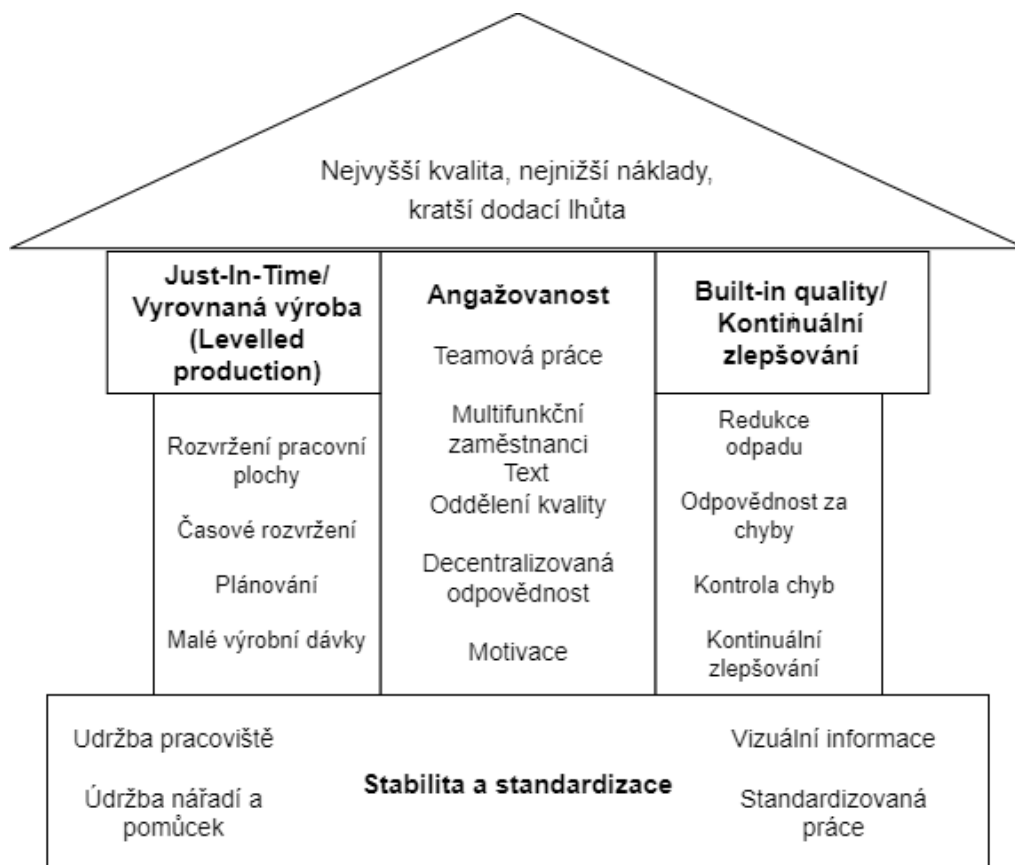 Nejvyšší kvalita, nejnižší náklady,
kratší dodací lhůta
Just-In-Time/
Vyrovnaná výroba
(Levelled
production)
Rozvržení pracovní
plochy
Časové rozvržení
Plánování
Malé výrobní dávky
Angažovanost
Teamová práce
Multifunkční
zaměstnanci
Text
Oddělení kvality
Decentralizovaná
odpovědnost
Motivace
Built-in quality/
Kontinuální
zlepšování
Redukce
odpadu
Odpovědnost za
chyby
Kontrola chyb
Kontinuální
zlepšování
Udržba pracoviště
Údržba nářadí a
pomůcek
Stabilita a standardizace
Vizuální informace
Standardizovaná
práce